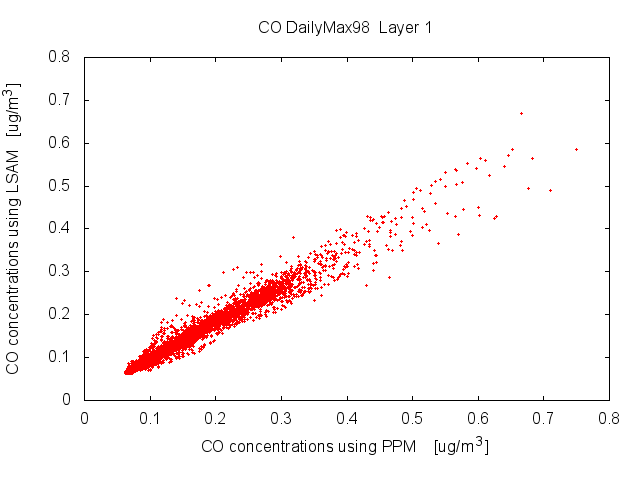 CO DailyMax98  Layer 1
CO concentrations using LSAM   [ug/m³]
0.8
0.7
0.6
0.5
0.4
0.3
0.2
0.1
0
0 0.1 0.2 0.3 0.4 0.5 0.6 0.7 0.8
CO concentrations using PPM    [ug/m³]